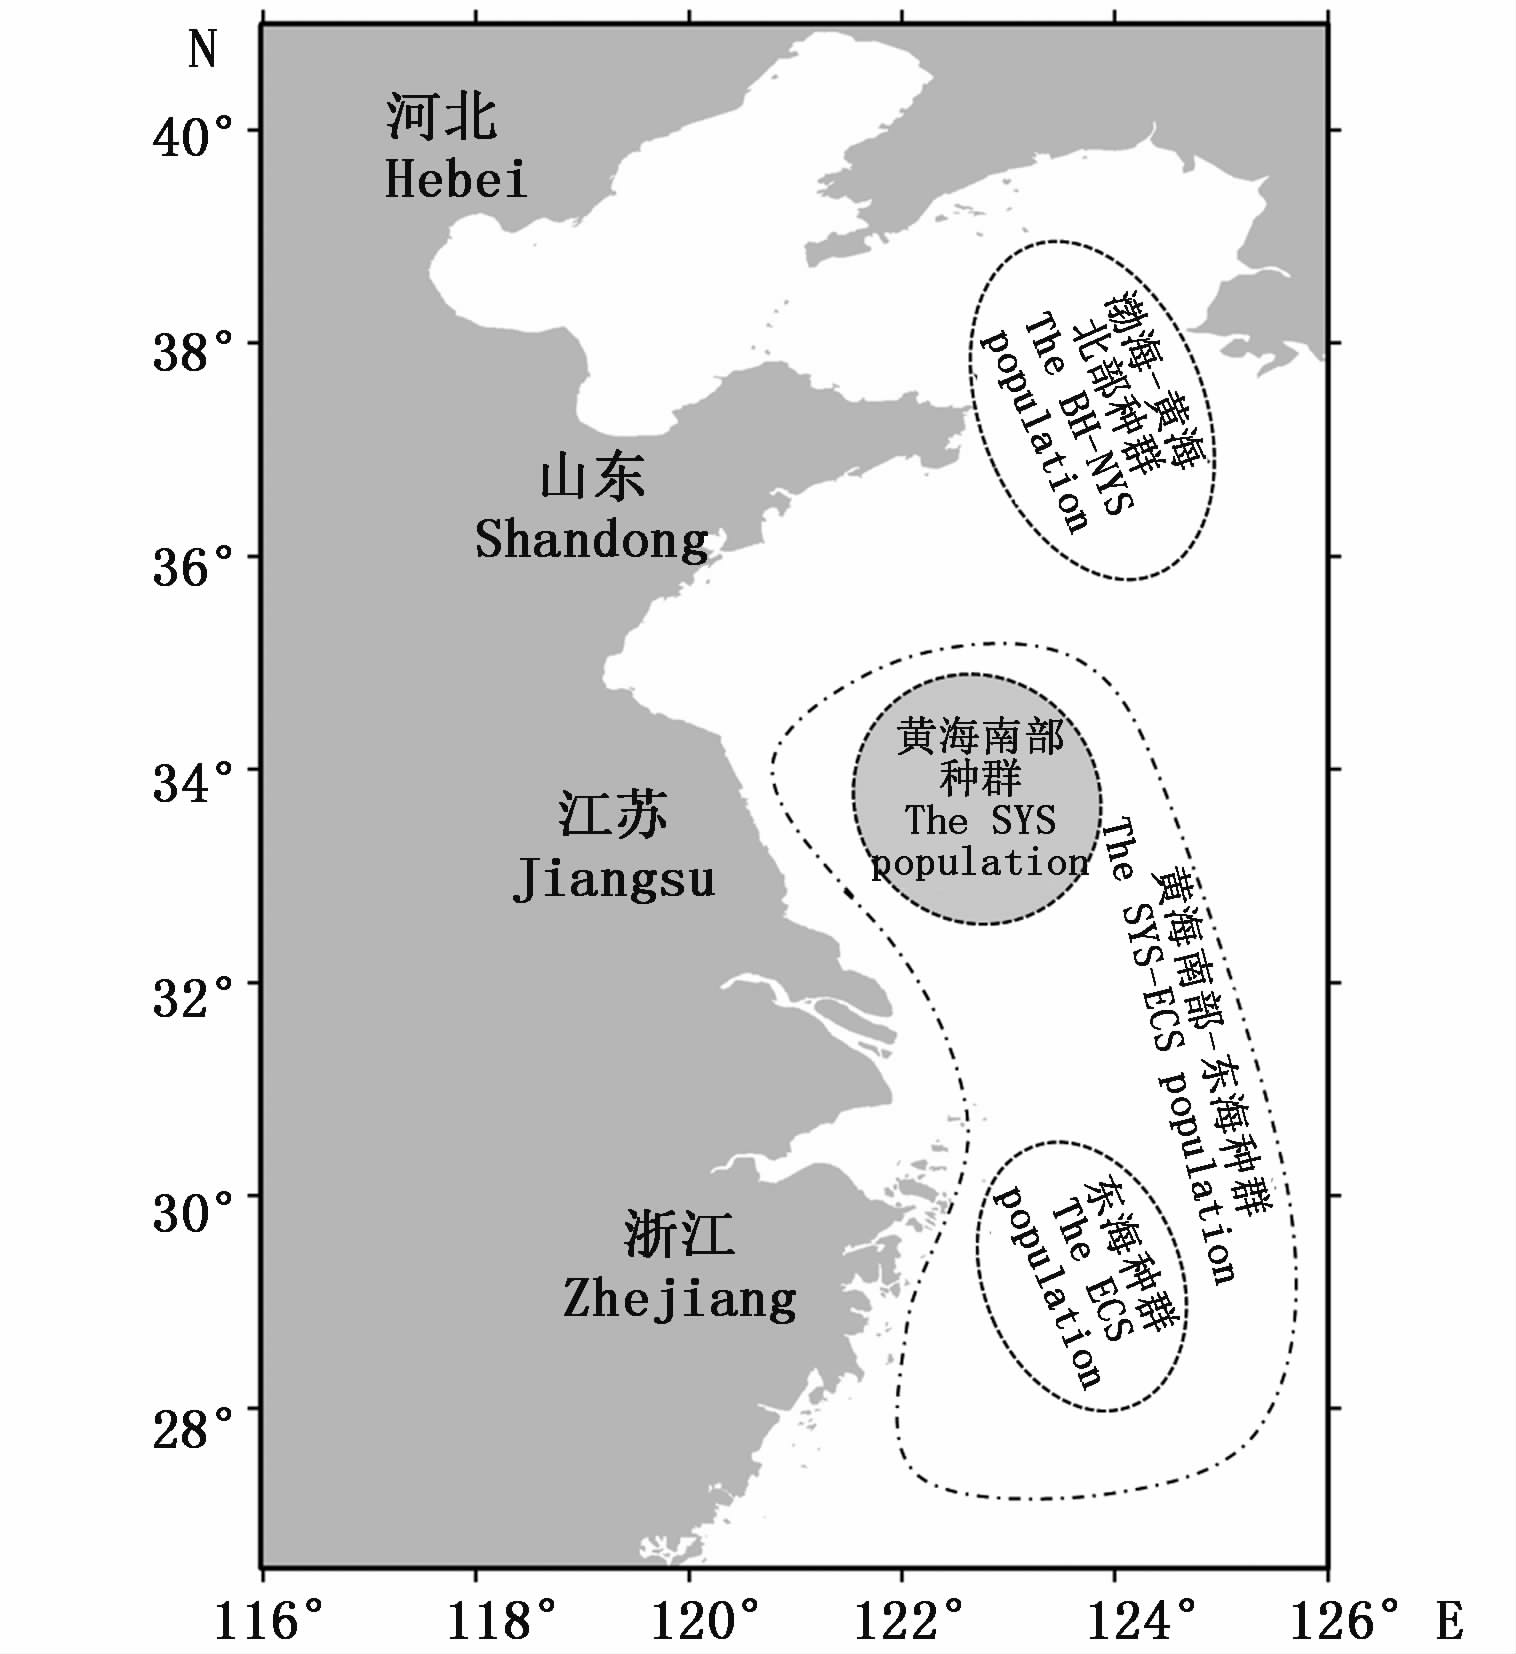 N
40°
38°
36°
34°
32°
30°
28°
河北
Hebei
山东
Shandong
江苏
Jiangsu
浙江
Zhejiang
渤海-黄海
北部种群
The BH-NYS
population
黄海南部
种群
The SYS
population
黄海南部-东海种群
The SYS-ECS population
东海种群
The ECS
population
116° 118° 120° 122° 124° 126° E